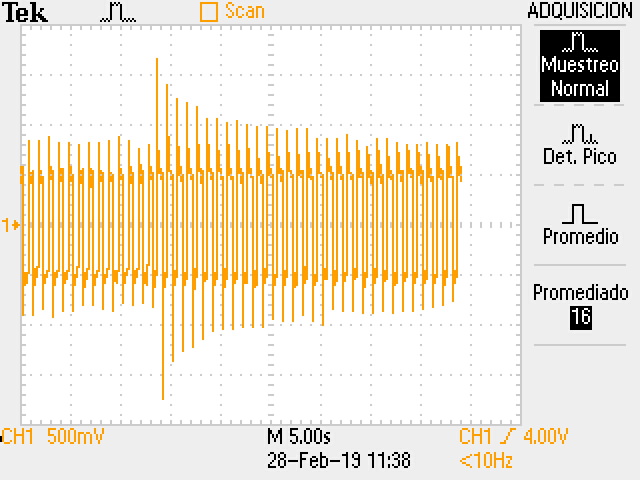 Tek Scan ADQUISICION
Muestreo
Normal
Det. Pico
1
Promedio
Promediado
16
CH1 500mV M 5.00s CH1 4.00V
28-Feb-19 11:38 <10Hz